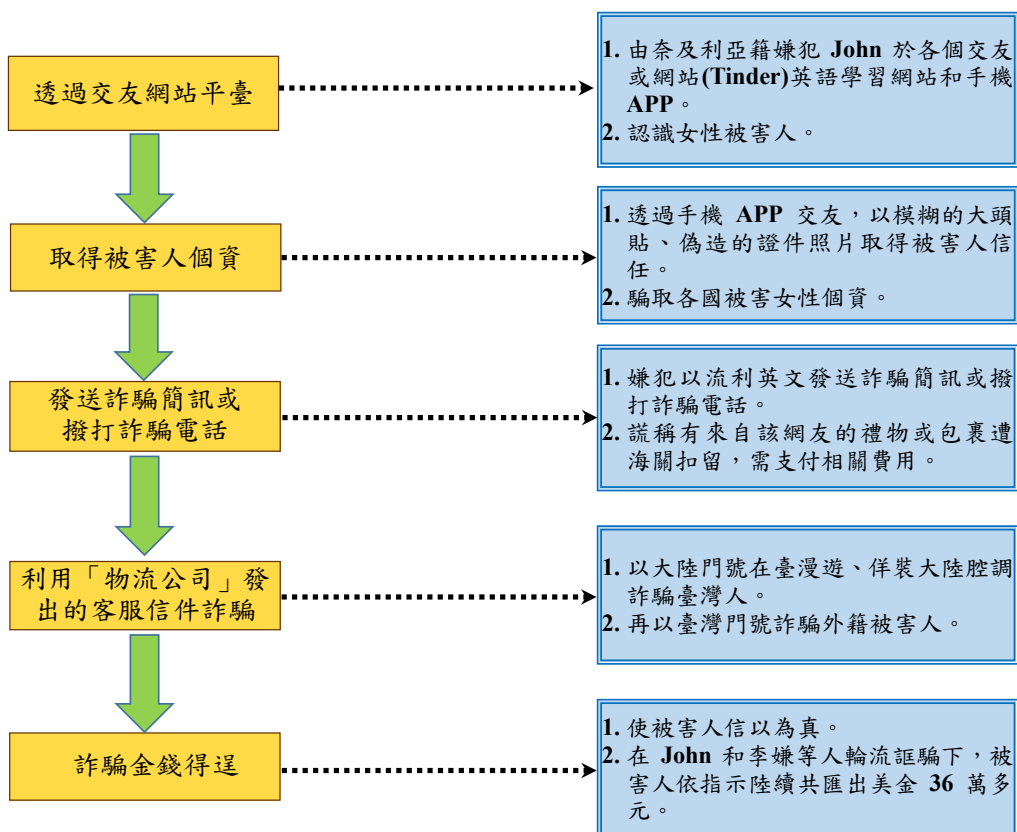 透過交友網站平臺
1. 由奈及利亞籍嫌犯 John 於各個交友
或網站(Tinder)英語學習網站和手機
APP。
2. 認識女性被害人。
取得被害人個資
1. 透過手機 APP 交友，以模糊的大頭
貼、偽造的證件照片取得被害人信
任。
2. 騙取各國被害女性個資。
發送詐騙簡訊或
撥打詐騙電話
1. 嫌犯以流利英文發送詐騙簡訊或撥
打詐騙電話。
2. 謊稱有來自該網友的禮物或包裹遭
海關扣留，需支付相關費用。
利用「物流公司」發
出的客服信件詐騙
1. 以大陸門號在臺漫遊、佯裝大陸腔調
詐騙臺灣人。
2. 再以臺灣門號詐騙外籍被害人。
詐騙金錢得逞
1. 使被害人信以為真。
2. 在 John 和李嫌等人輪流誆騙下，被
害人依指示陸續共匯出美金 36 萬多
元。